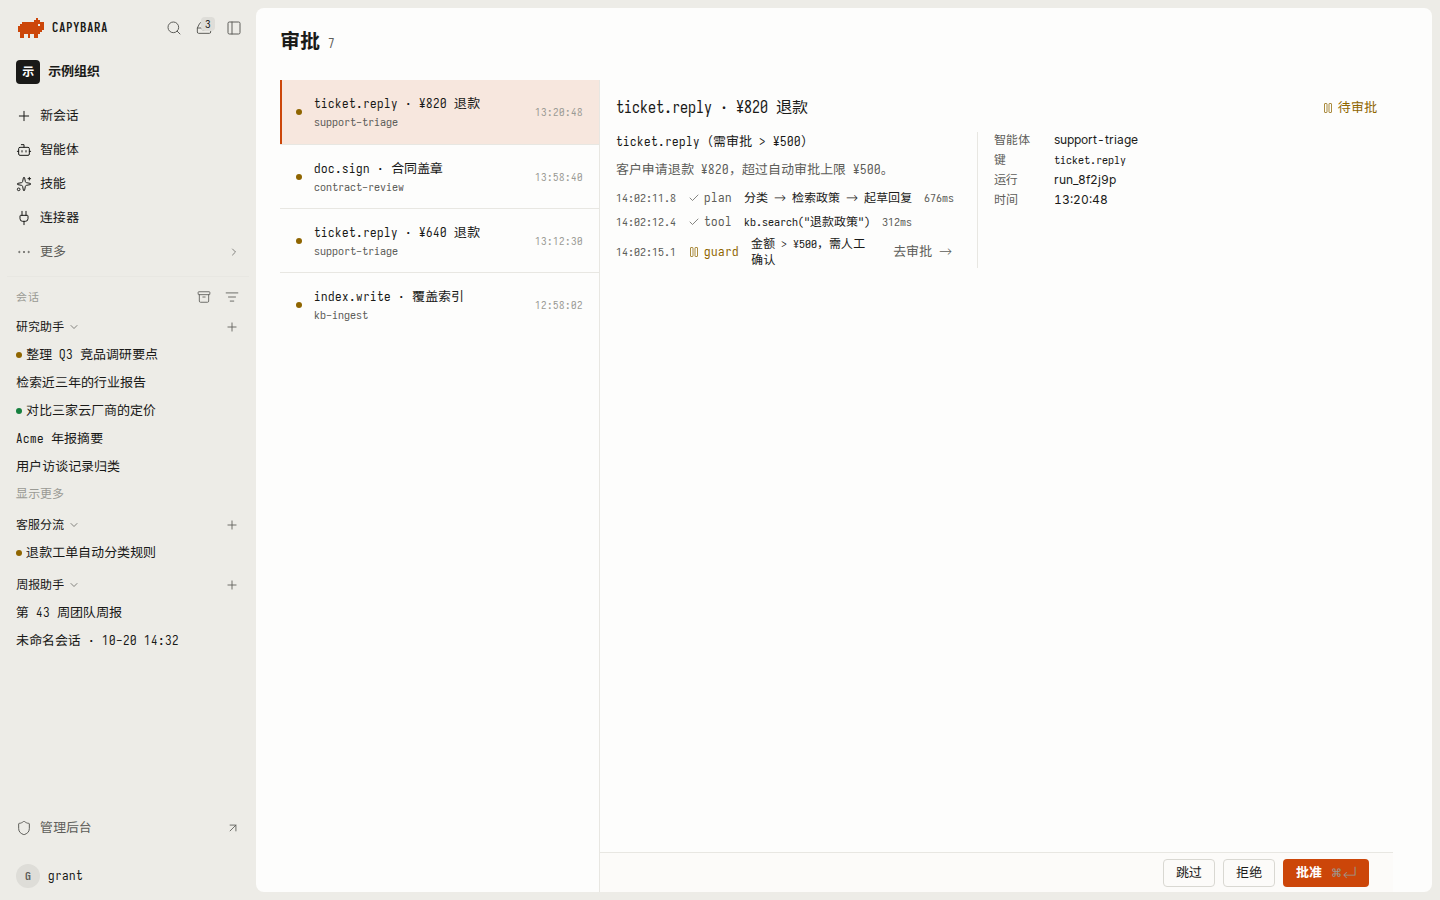 CAPYBARA
3
示 示例组织
新会话
智能体
技能
连接器
更多
会话
研究助手
整理 Q3 竞品调研要点
检索近三年的行业报告
对比三家云厂商的定价
Acme 年报摘要
用户访谈记录归类
显示更多
客服分流
退款工单自动分类规则
周报助手
第 43 周团队周报
未命名会话 · 10-20 14:32
管理后台
G grant
审批 7
ticket.reply · ¥820 退款
support-triage
13:20:48
doc.sign · 合同盖章
contract-review
13:58:40
ticket.reply · ¥640 退款
support-triage
13:12:30
index.write · 覆盖索引
kb-ingest
12:58:02
ticket.reply · ¥820 退款
待审批
ticket.reply（需审批 > ¥500）
客户申请退款 ¥820，超过自动审批上限 ¥500。
14:02:11.8 plan 分类 → 检索政策 → 起草回复 676ms
14:02:12.4 tool kb.search("退款政策") 312ms
14:02:15.1 guard 金额 > ¥500，需人工
确认
去审批 →
智能体 support-triage
键 ticket.reply
运行 run_8f2j9p
时间 13:20:48
跳过 拒绝 批准 ⌘↵